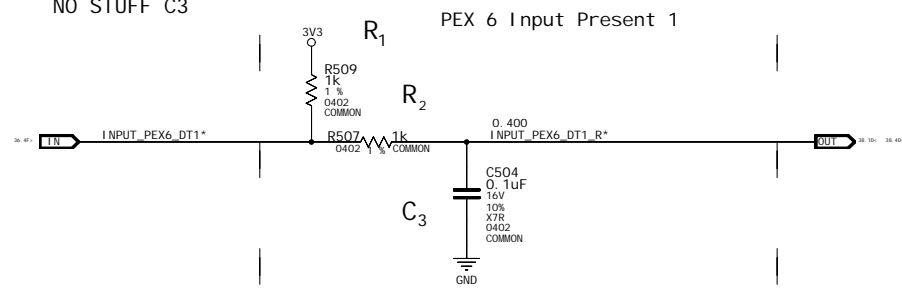 NO STUFF C3
PEX 6 Input Present 1
3V3
R1
R509
1k
1 %
0402
COMMON
R2
0.400
IN
INPUT_PEX6_DT1*
R507
1k
0402
1 %
COMMON
INPUT_PEX6_DT1_R*
OUT
C504
0.1uF
16V
10%
X7R
0402
COMMON
C3
GND